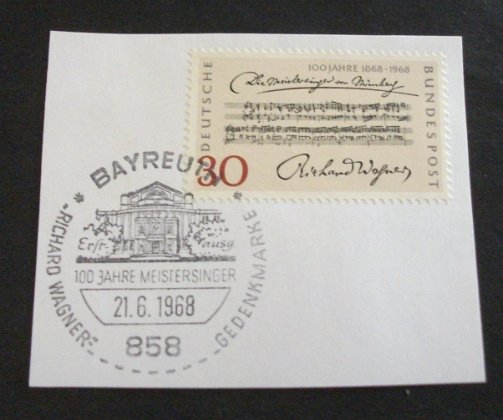 100 JAHRE 1868-1968
Die Meistersinger von Nürnberg
DEUTSCHE
BUNDESPOST
30
Richard Wagner
BAYREUTH
Erst- ausg.
100 JAHRE MEISTERSINGER
21.6.1968
858
"RICHARD WAGNER"-
GEDENKMARKE